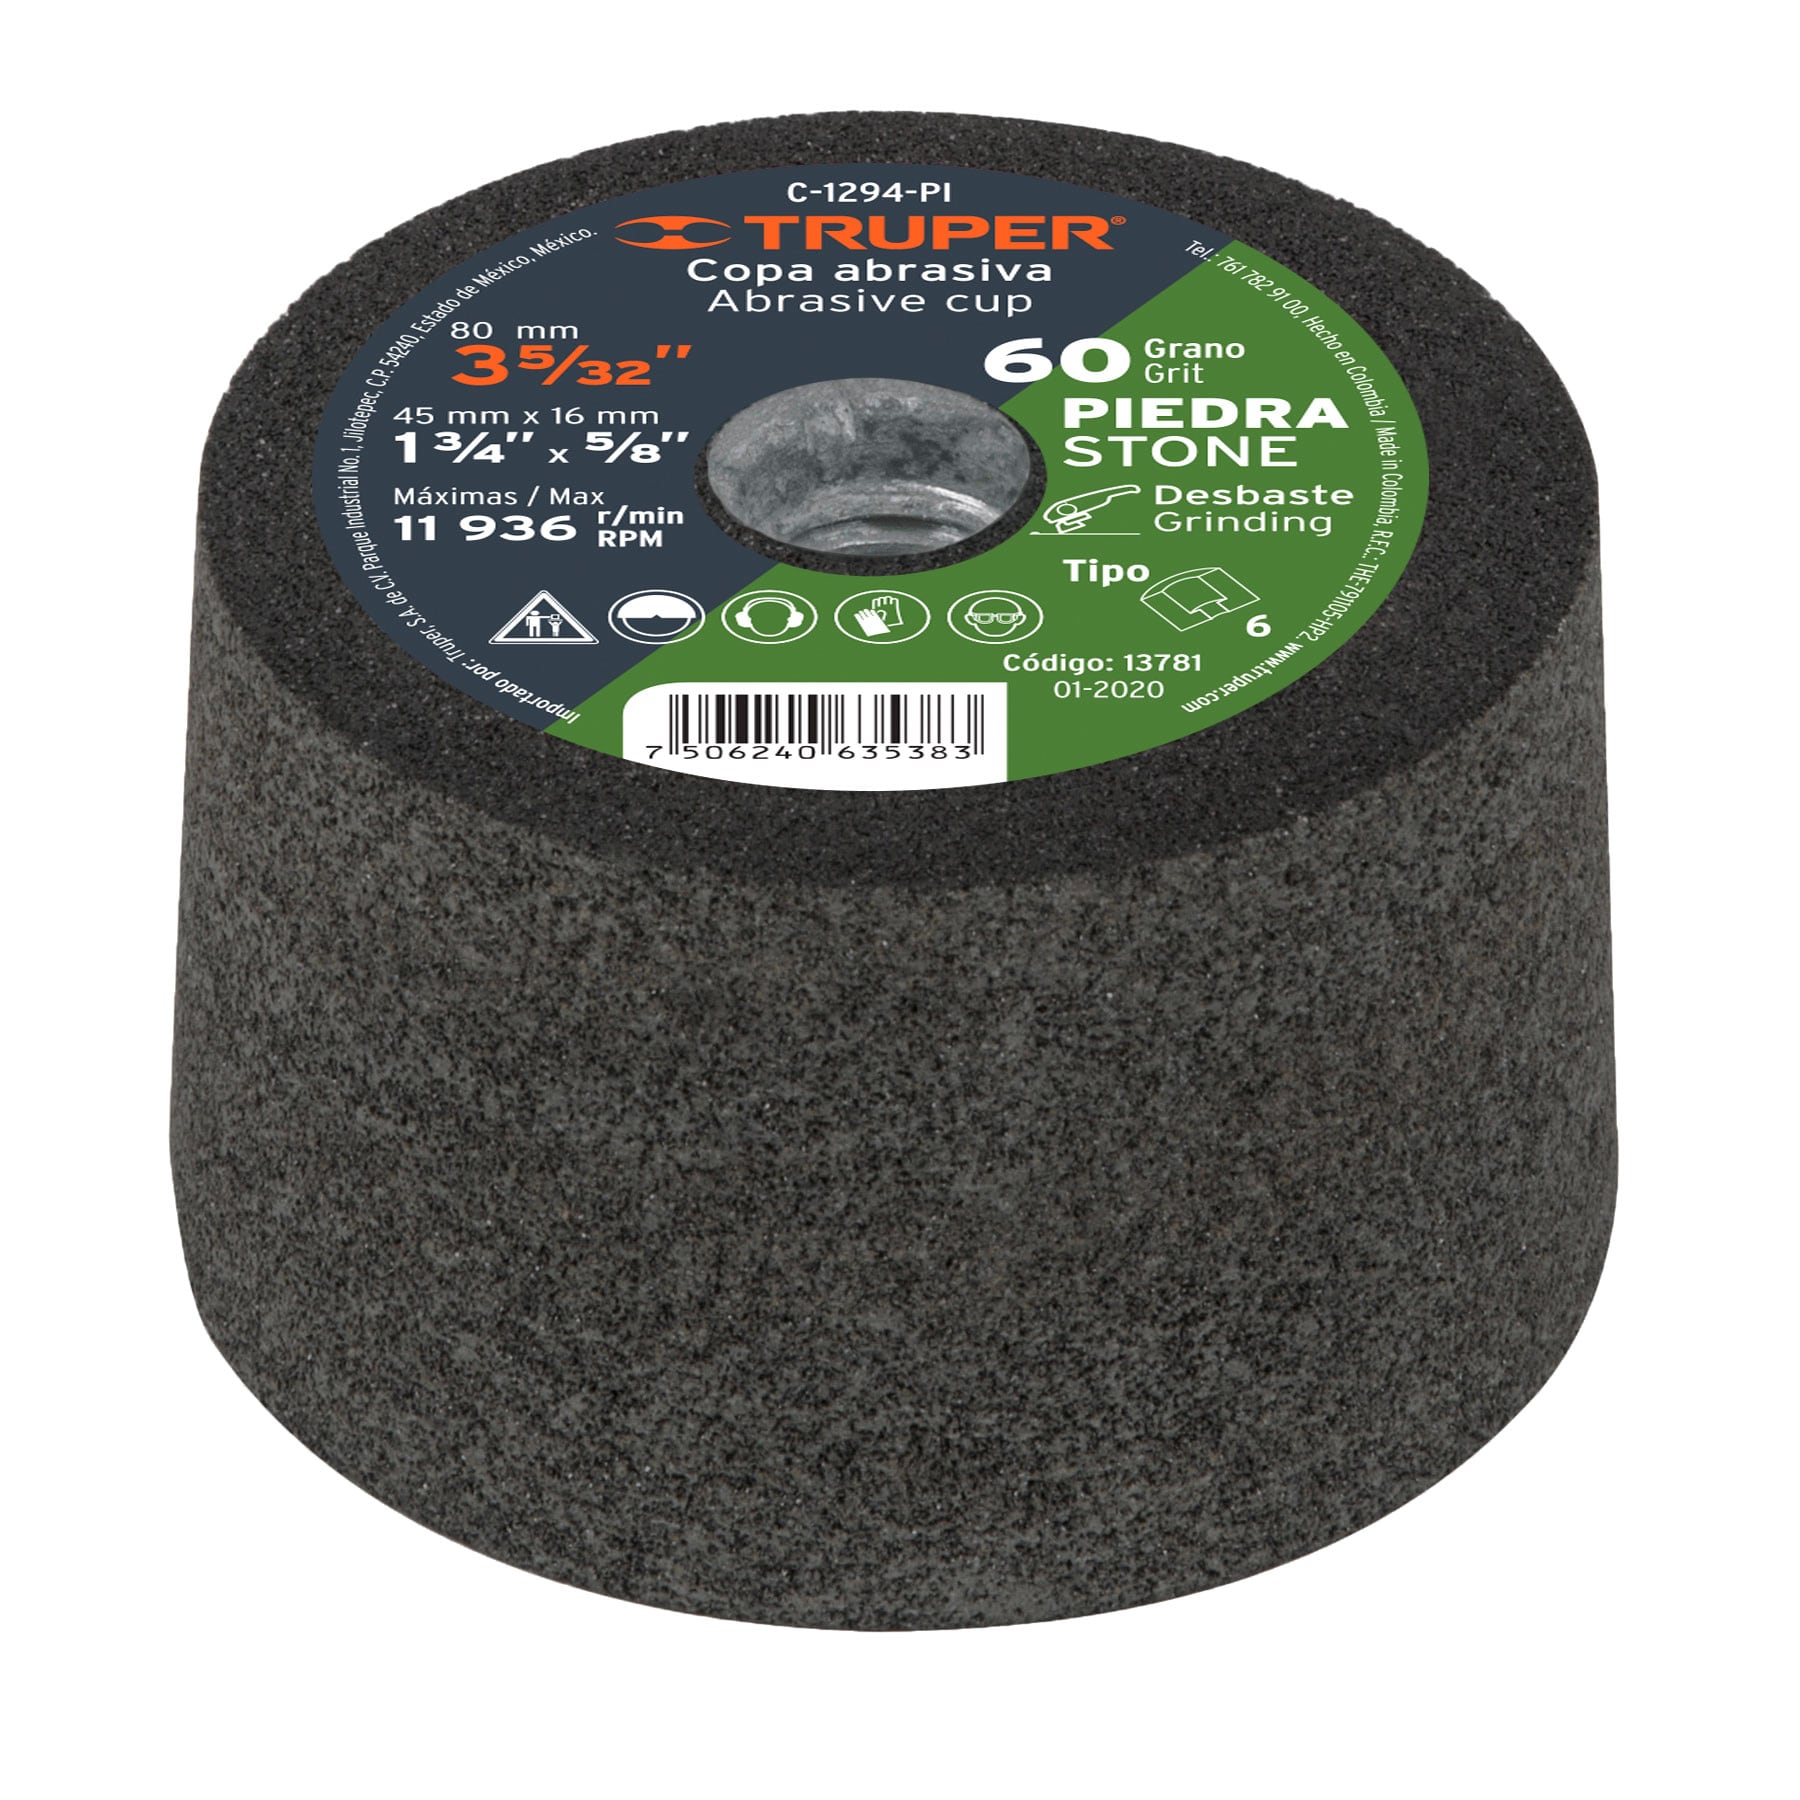 C-1294-PI
TRUPER®
Copa abrasiva
Abrasive cup
80 mm
3 5/32"
45 mm x 16 mm
1 3/4" x 5/8"
Máximas / Max
11 936 r/min
RPM
60 Grano
Grit
PIEDRA
STONE
Desbaste
Grinding
Tipo
6
Código: 13781
01-2020
7 506240 635383
Importado por: Truper, S.A. de C.V. Parque Industrial No. 1, Jilotepec, C.P. 54240, Estado de México, México.
Tel.: 761 782 91 00, Hecho en Colombia / Made in Colombia, R.F.C.: THE-791105-HP2, www.truper.com